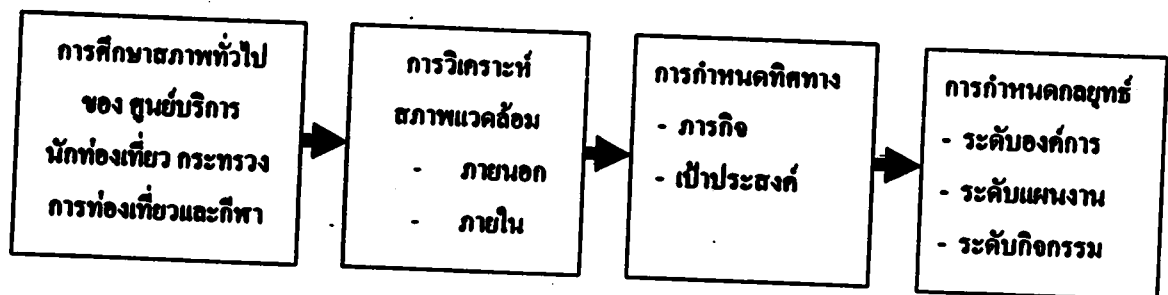 การศึกษาสภาพทั่วไป
ของ ศูนย์บริการ
นักท่องเที่ยว กระทรวง
การท่องเที่ยวและกีฬา
การวิเคราะห์
สภาพแวดล้อม
- ภายนอก
- ภายใน
การกำหนดทิศทาง
- ภารกิจ
- เป้าประสงค์
การกำหนดกลยุทธ์
- ระดับองค์การ
- ระดับแผนงาน
- ระดับกิจกรรม